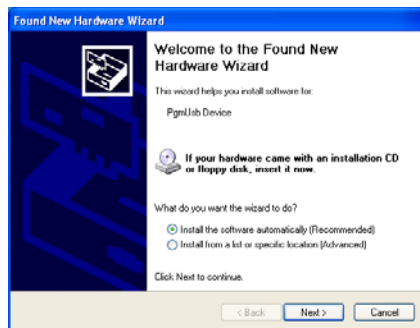 Found New Hardware Wizard
Welcome to the Found New
Hardware Wizard
This wizard helps you install software for:
PgmUsb Device
If your hardware came with an installation CD
or floppy disk, insert it now.
What do you want the wizard to do?
Install the software automatically (Recommended)
Install from a list or specific location (Advanced)
Click Next to continue.
< Back
Next >
Cancel